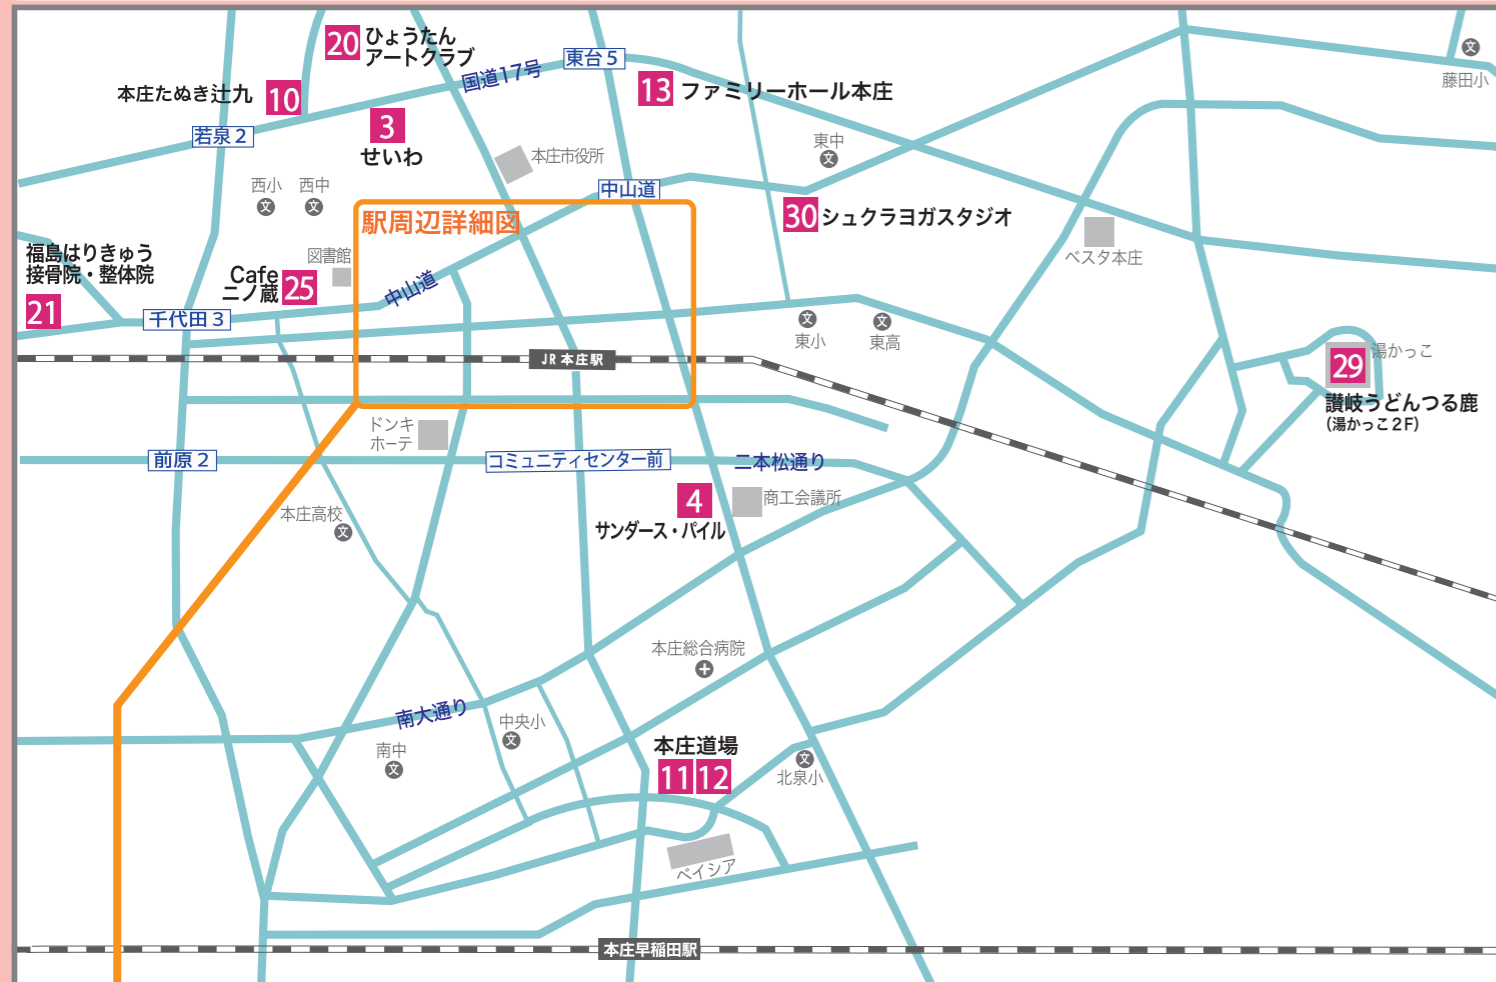 20
ひょうたん
アートクラブ
国道17号
東台5
藤田小
本庄たぬき辻九
10
13
ファミリーホール本庄
若泉2
3
せいわ
東中
本庄市役所
西小
西中
中山道
30
シュクラヨガスタジオ
駅周辺詳細図
ベスタ本庄
図書館
福島はりきゅう
接骨院・整体院
21
Cafe
ニノ蔵
25
中山道
千代田3
東小
東高
JR 本庄駅
29
湯かっこ
讃岐うどんつる鹿
(湯かっこ2F)
ドンキ
ホーテ
前原2
コミュニティセンター前
二本松通り
4
商工会議所
サンダース・パイル
本庄高校
本庄総合病院
南大通り
中央小
南中
本庄道場
11
12
北泉小
ベイシア
本庄早稲田駅
文
文
文
文
文
文
文
文
文
文